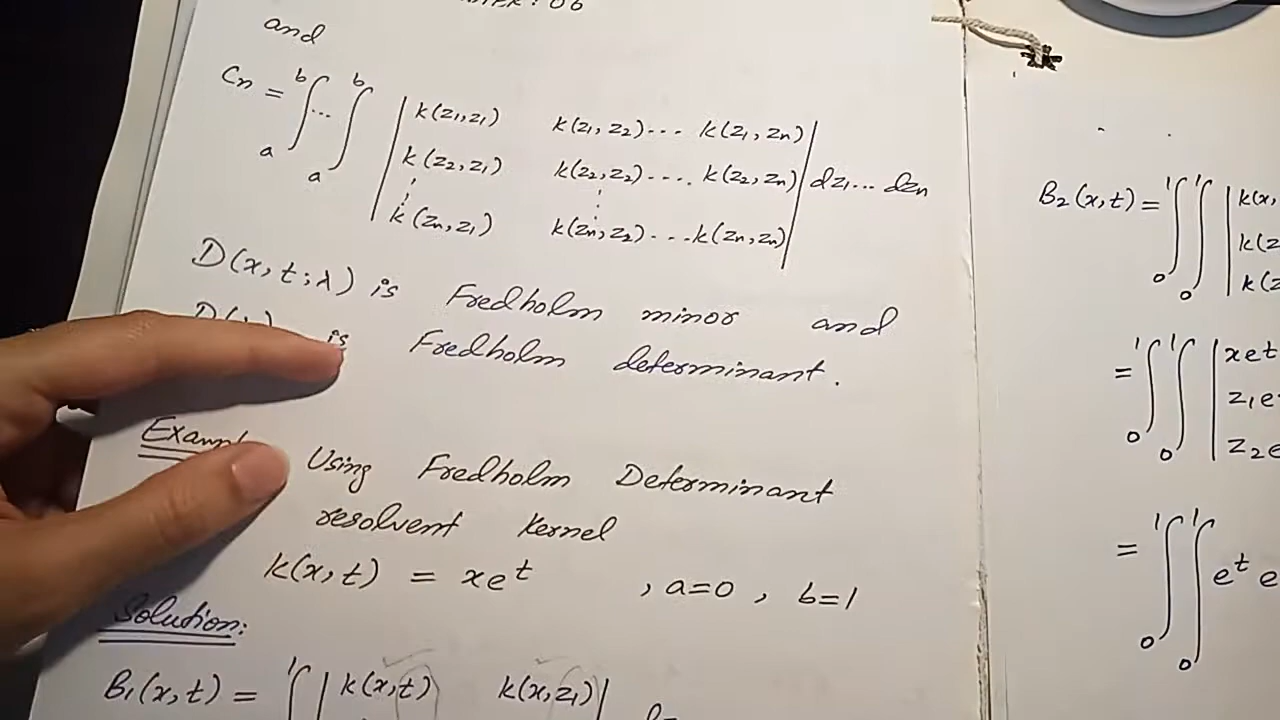 and
Cn = ∫ₐᵇ ... ∫ₐᵇ | k(z₁,z₁) k(z₁,z₂) ... k(z₁,zn) |
| k(z₂,z₁) k(z₂,z₂) .... k(z₂,zn) | dz₁... dzn
| k(zn,z₁) k(zn,z₂) ... k(zn,zn) |
D(x,t;λ) is Fredholm minor and
is Fredholm determinant.
Using Fredholm Determinant
resolvent Kernel
k(x,t) = xeᵗ , a=0 , b=1
Solution:
B₁(x,t) = ∫¹ | k(x,t) k(x,z₁) |
B₂(x,t) = ∫₀¹ ∫₀¹ | k(x,
k(z
k(z
= ∫₀¹ ∫₀¹ | xet
z₁e
z₂e
= ∫₀¹ ∫₀¹ eᵗ e